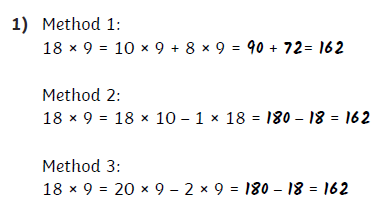 1) Method 1:
18 × 9 = 10 × 9 + 8 × 9 = 90 + 72= 162
Method 2:
18 × 9 = 18 × 10 – 1 × 18 = 180 – 18 = 162
Method 3:
18 × 9 = 20 × 9 – 2 × 9 = 180 – 18 = 162